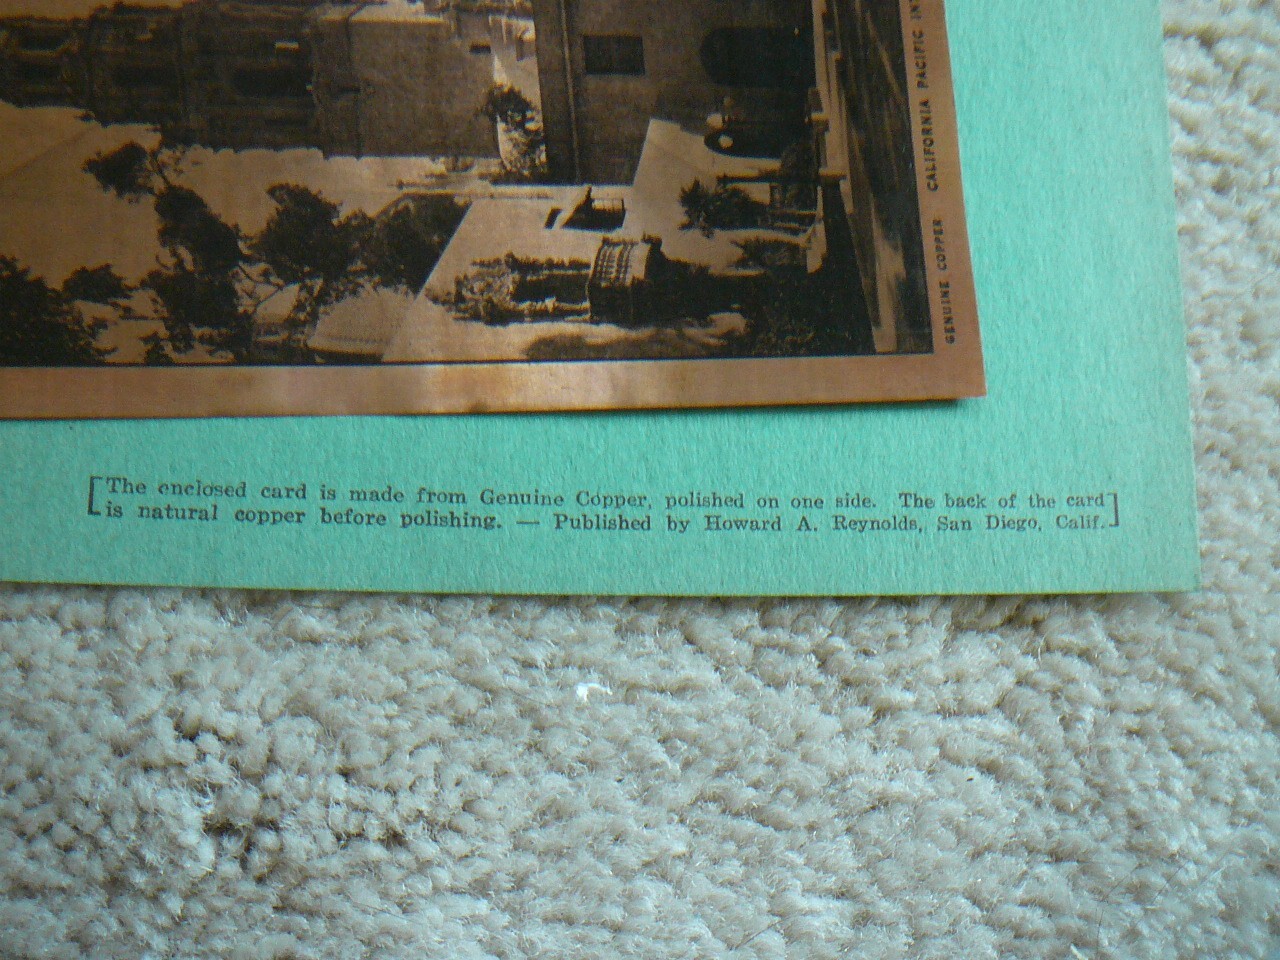 GENUINE COPPER CALIFORNIA PACIFIC
[The enclosed card is made from Genuine Copper, polished on one side. The back of the card
is natural copper before polishing. — Published by Howard A. Reynolds, San Diego, Calif.]